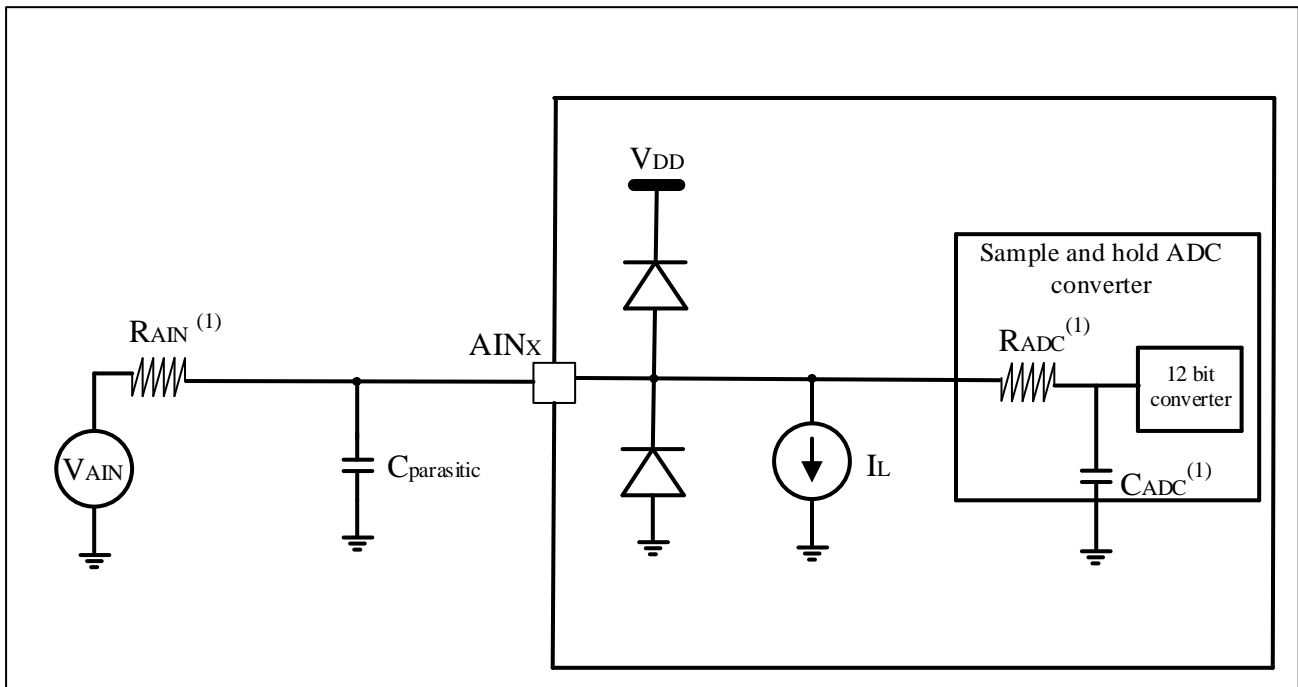 VDD
Sample and hold ADC
converter
RAIN (1)
AINX
RADC(1)
12 bit
converter
VAIN
Cparasitic
IL
CADC(1)